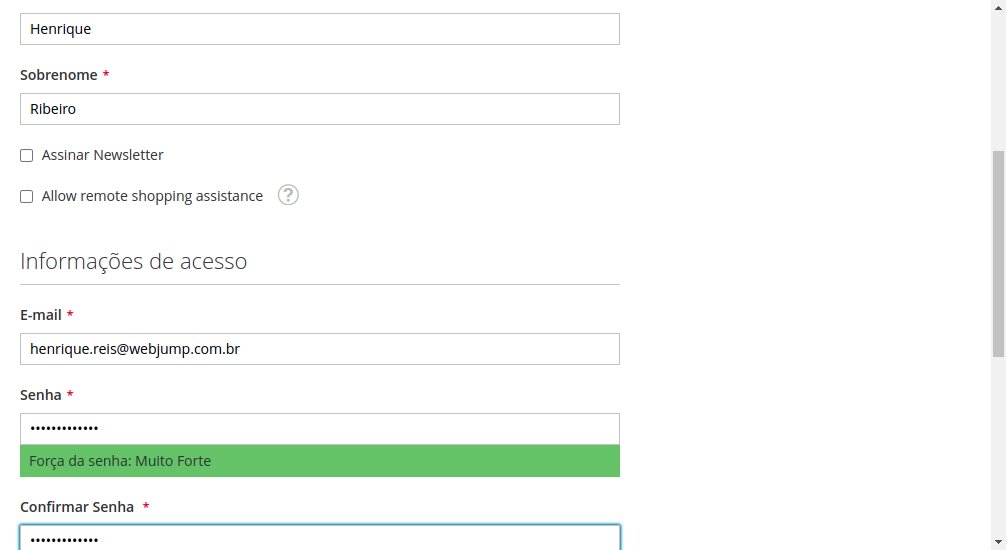 Henrique
Sobrenome *
Ribeiro
Assinar Newsletter
Allow remote shopping assistance ?
Informações de acesso
E-mail *
henrique.reis@webjump.com.br
Senha *
•••••••••••••
Força da senha: Muito Forte
Confirmar Senha *
•••••••••••••